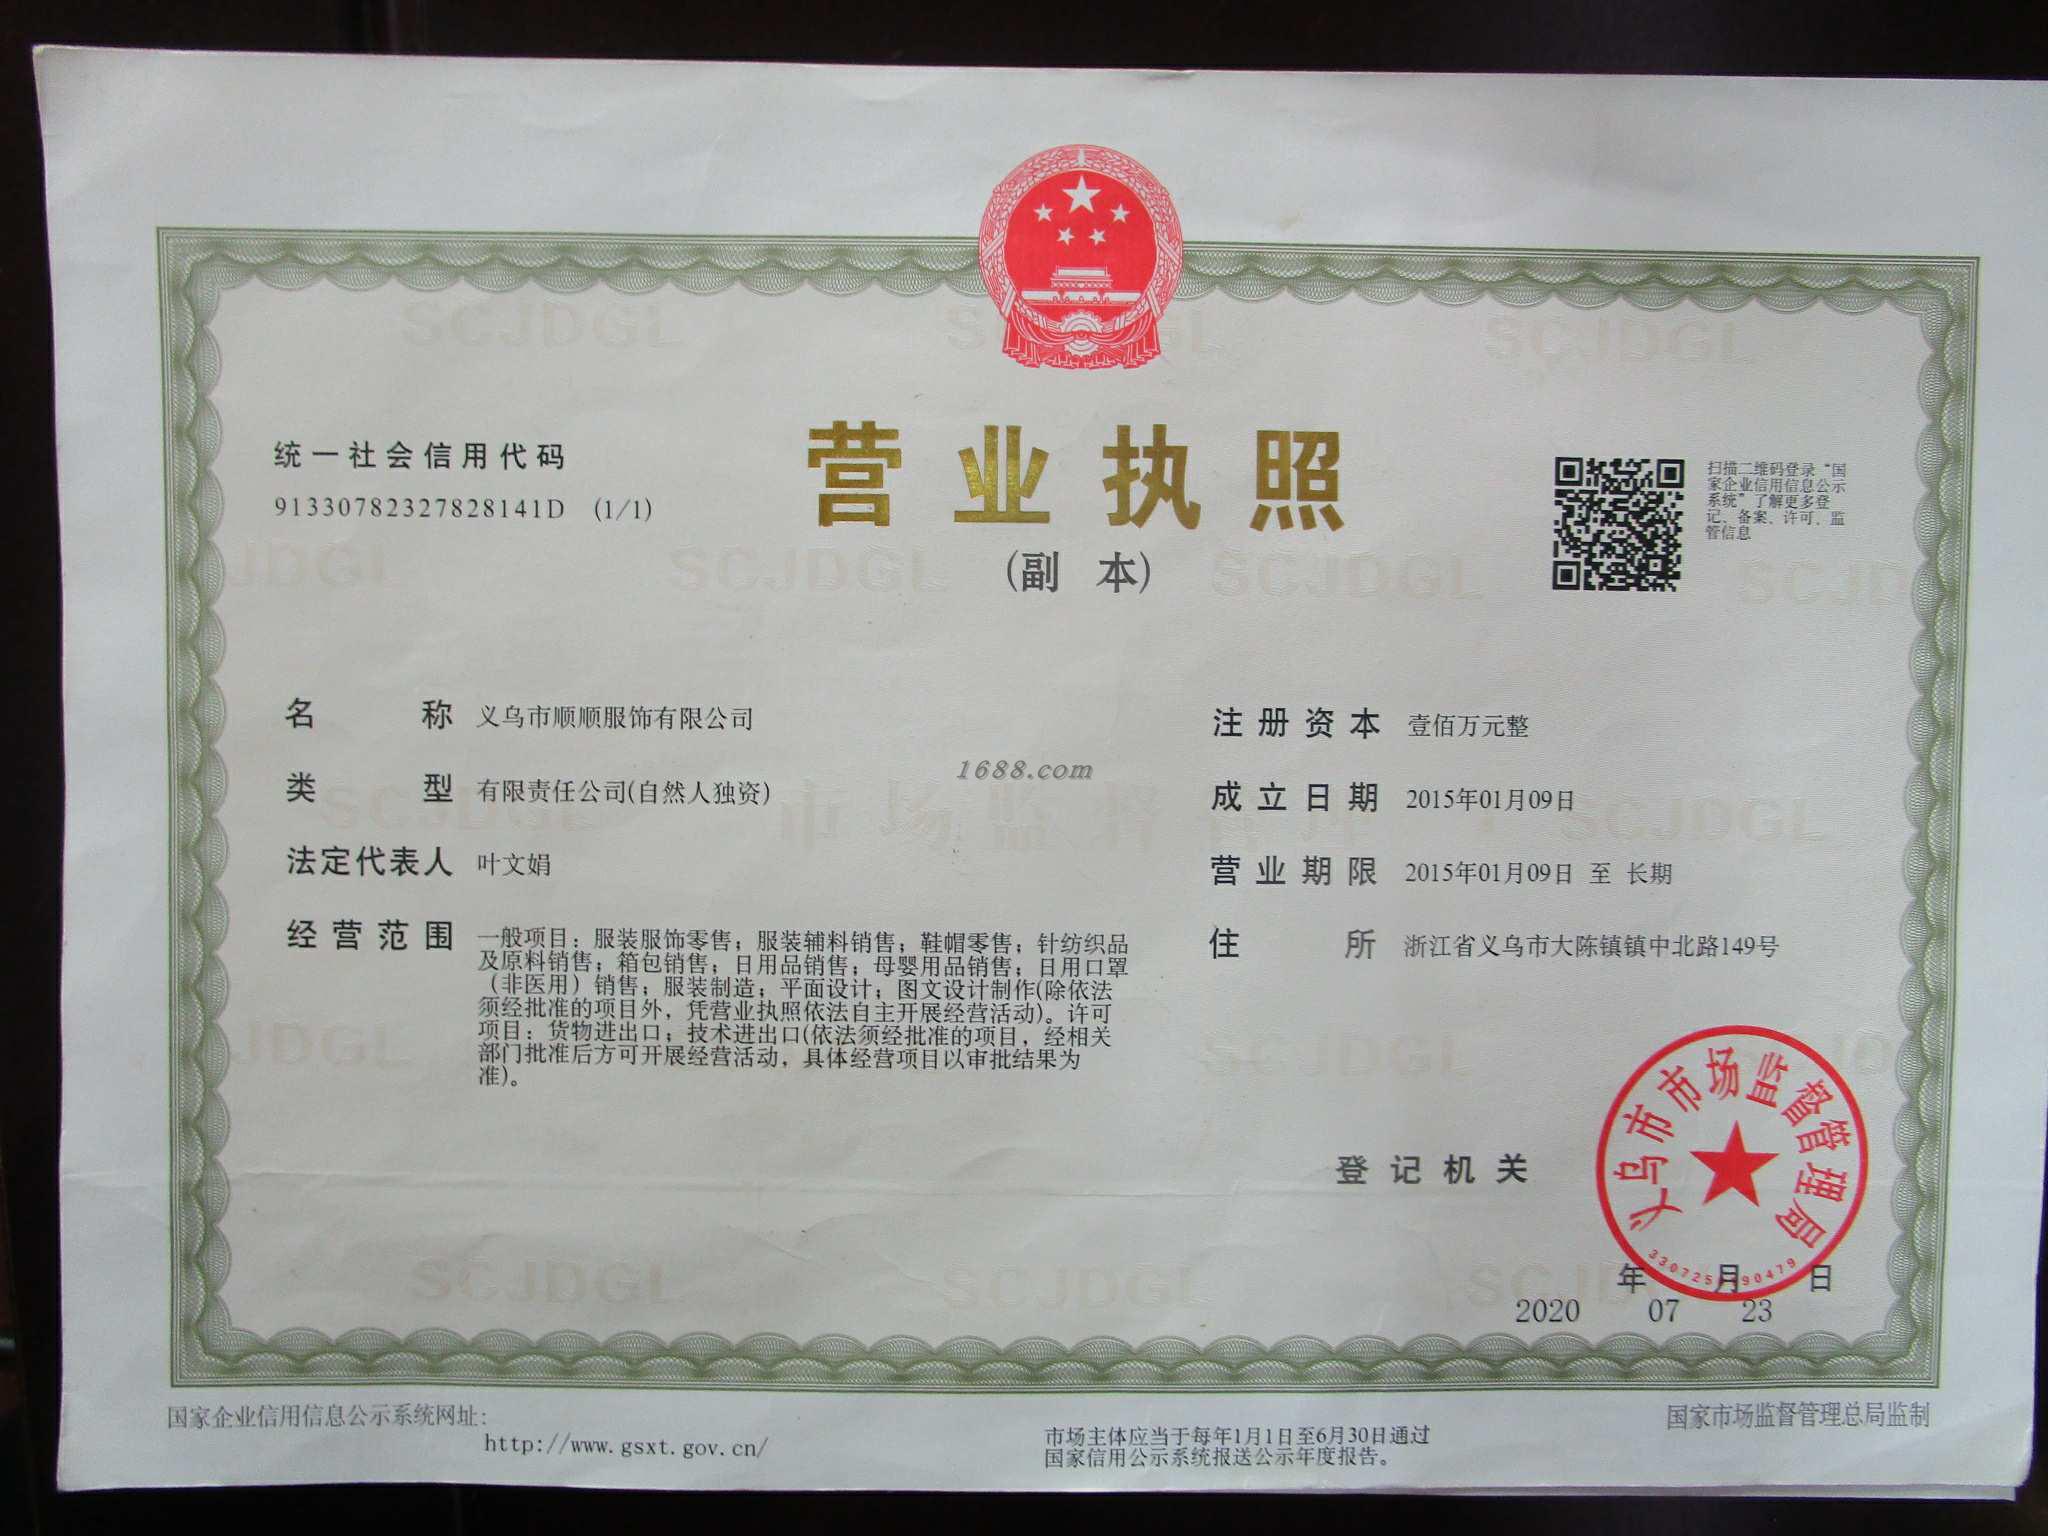 统一社会信用代码
91330782327828141D (1/1)
营业执照
(副 本)
扫描二维码登录“国
家企业信用信息公示
系统”了解更多登
记、备案、许可、监
管信息
名 称 义乌市顺顺服饰有限公司
类 型 有限责任公司(自然人独资)
法定代表人 叶文娟
经营范围 一般项目：服装服饰零售；服装辅料销售；鞋帽零售；针纺织品
及原料销售；箱包销售；日用品销售；母婴用品销售；日用口罩
（非医用）销售；服装制造；平面设计；图文设计制作(除依法
须经批准的项目外，凭营业执照依法自主开展经营活动)。许可
项目：货物进出口；技术进出口(依法须经批准的项目，经相关
部门批准后方可开展经营活动，具体经营项目以审批结果为
准)。
注册资本 壹佰万元整
成立日期 2015年01月09日
营业期限 2015年01月09日 至 长期
住 所 浙江省义乌市大陈镇镇中北路149号
1688.com
登记机关
义乌市市场监督管理局
年 月 日
2020 07 23
国家企业信用信息公示系统网址：
http://www.gsxt.gov.cn/
市场主体应当于每年1月1日至6月30日通过
国家信用公示系统报送公示年度报告。
国家市场监督管理总局监制
SCJDGL
市场监督管理